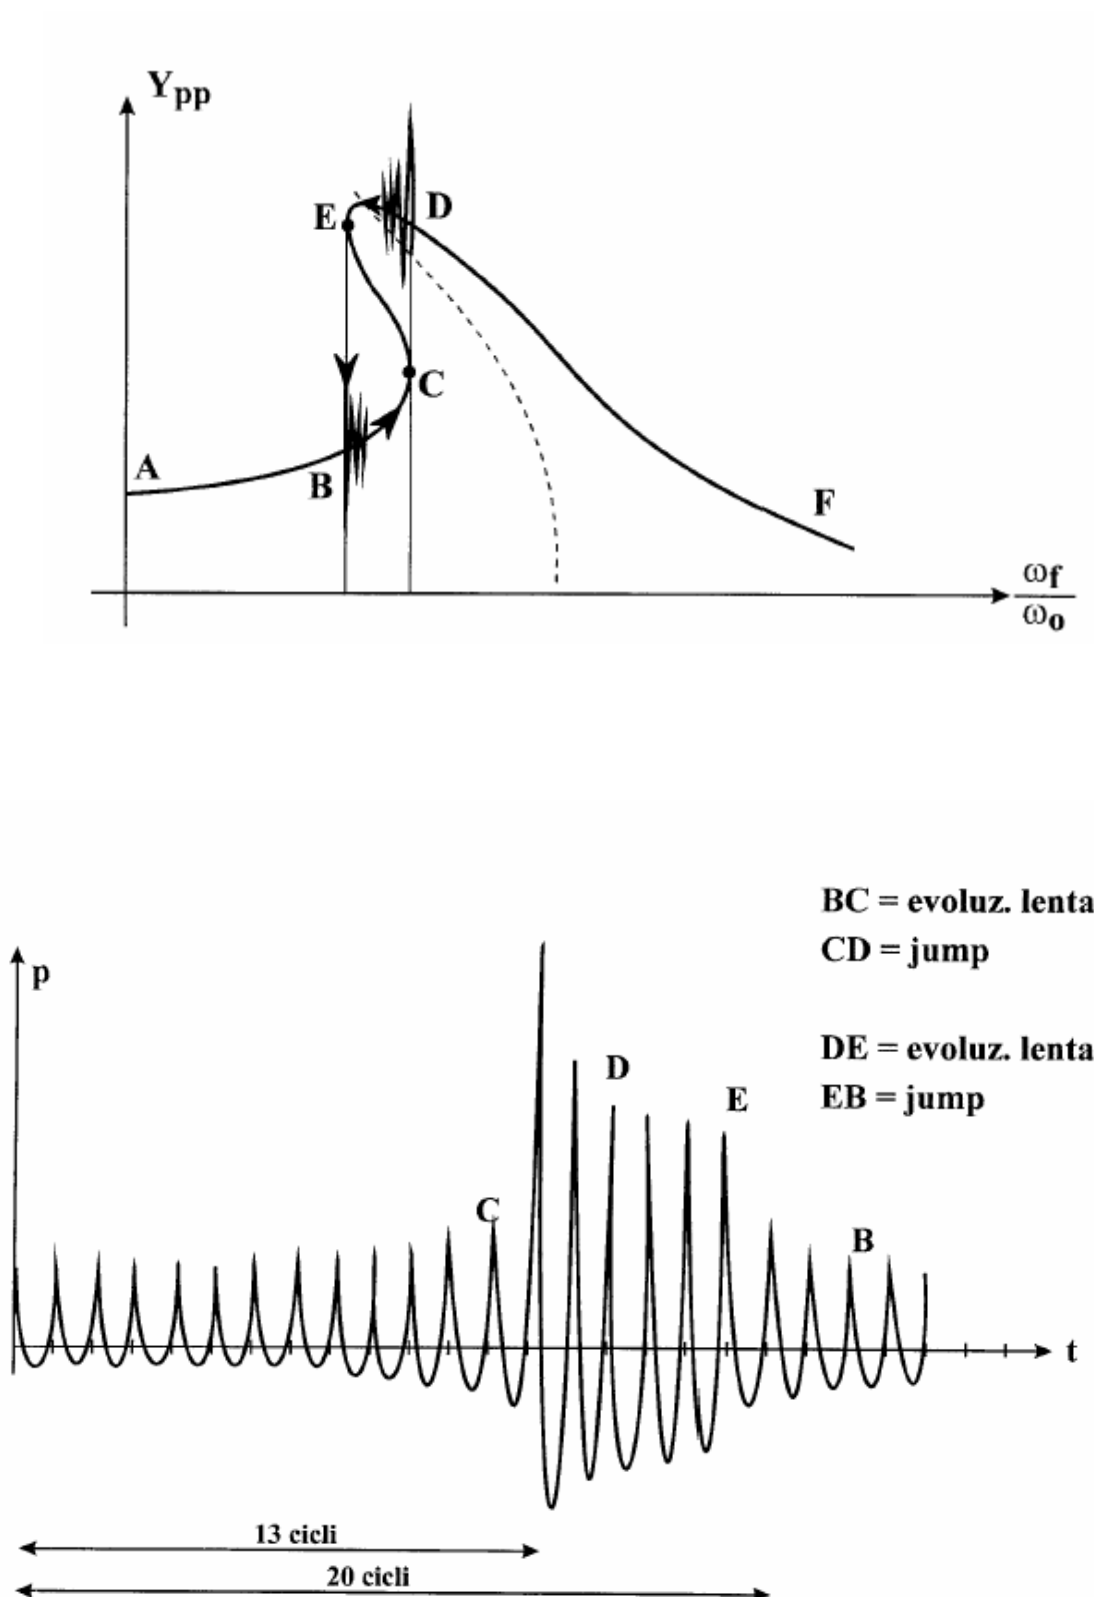 Ypp
D
E
C
A
B
F
ωf
ωo
BC = evoluz. lenta
CD = jump
p
DE = evoluz. lenta
D
EB = jump
E
C
B
t
13 cicli
20 cicli